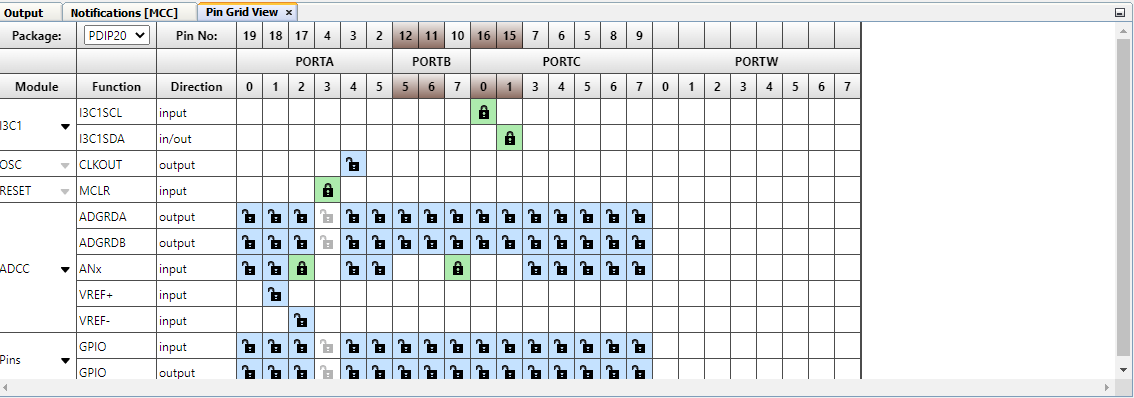 Output Notifications [MCC] Pin Grid View ×
Package: PDIP20 Pin No: 19 18 17 4 3 2 12 11 10 16 15 7 6 5 8 9
PORTA PORTB PORTC PORTW
Module Function Direction 0 1 2 3 4 5 5 6 7 0 1 2 3 4 5 6 7 0 1 2 3 4 5 6 7
I3C1SCL input
I3C1
I3C1SDA in/out
OSC CLKOUT output
RESET MCLR input
ADGRDA output
ADGRDB output
ADCC ANx input
VREF+ input
VREF- input
GPIO input
Pins
GPIO output